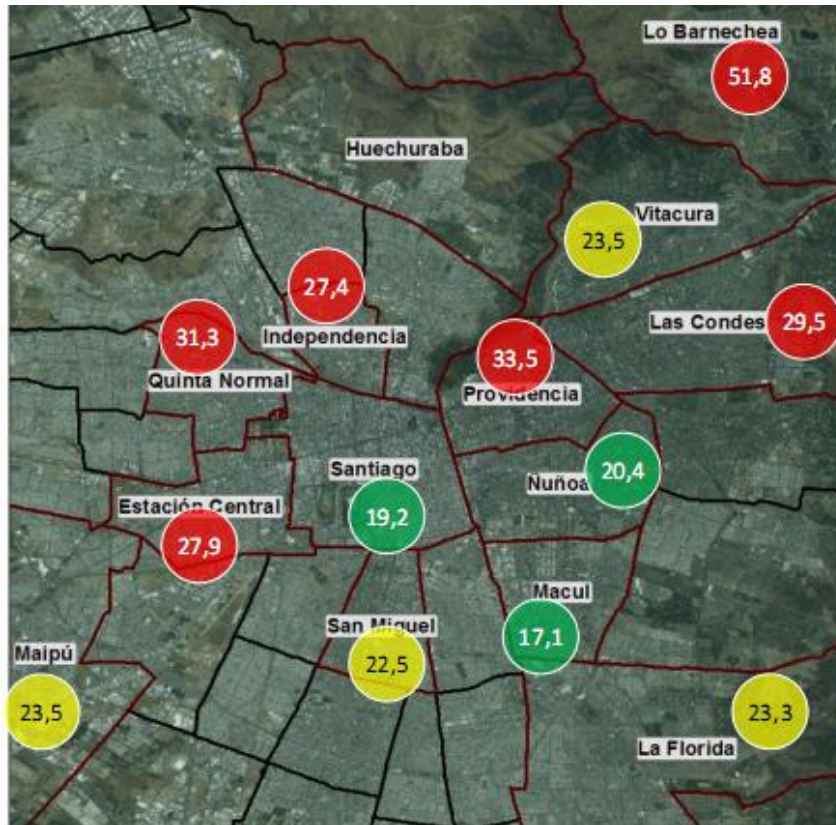 Lo Barnechea
51,8
Huechuraba
Vitacura
23,5
27,4
Independencia
Las Condes
29,5
31,3
Quinta Normal
33,5
Providencia
Santiago
19,2
Ñuñoa
20,4
Estación Central
27,9
Macul
17,1
San Miguel
22,5
Maipú
23,5
23,3
La Florida